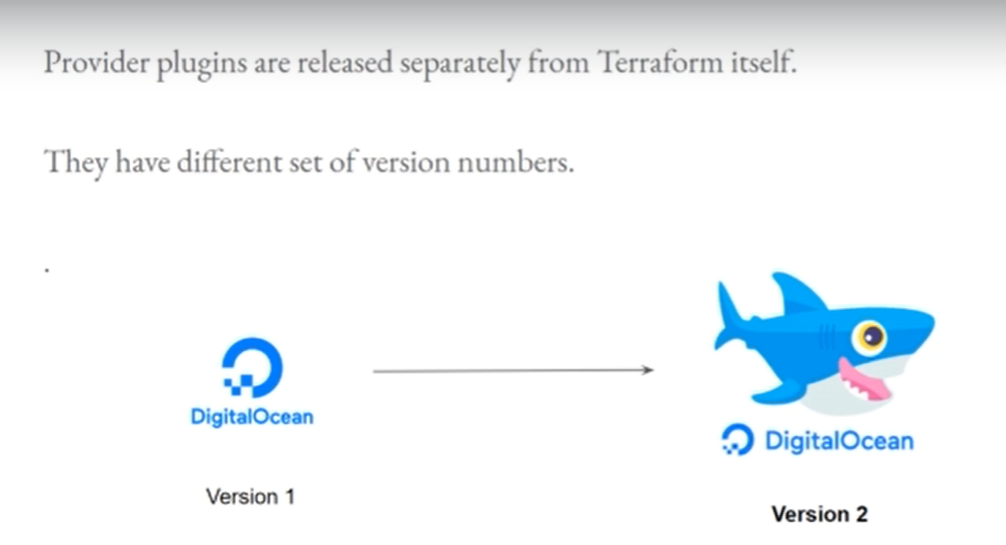 Provider plugins are released separately from Terraform itself.
They have different set of version numbers.
.
DigitalOcean
DigitalOcean
Version 1
Version 2